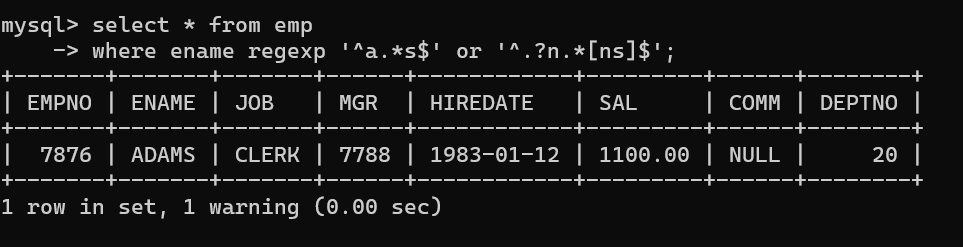 mysql> select * from emp
    -> where ename regexp '^a.*s$' or '^.?n.*[ns]$';
+-------+-------+-------+------+------------+---------+------+--------+
| EMPNO | ENAME | JOB   | MGR  | HIREDATE   | SAL     | COMM | DEPTNO |
+-------+-------+-------+------+------------+---------+------+--------+
|  7876 | ADAMS | CLERK | 7788 | 1983-01-12 | 1100.00 | NULL |     20 |
+-------+-------+-------+------+------------+---------+------+--------+
1 row in set, 1 warning (0.00 sec)